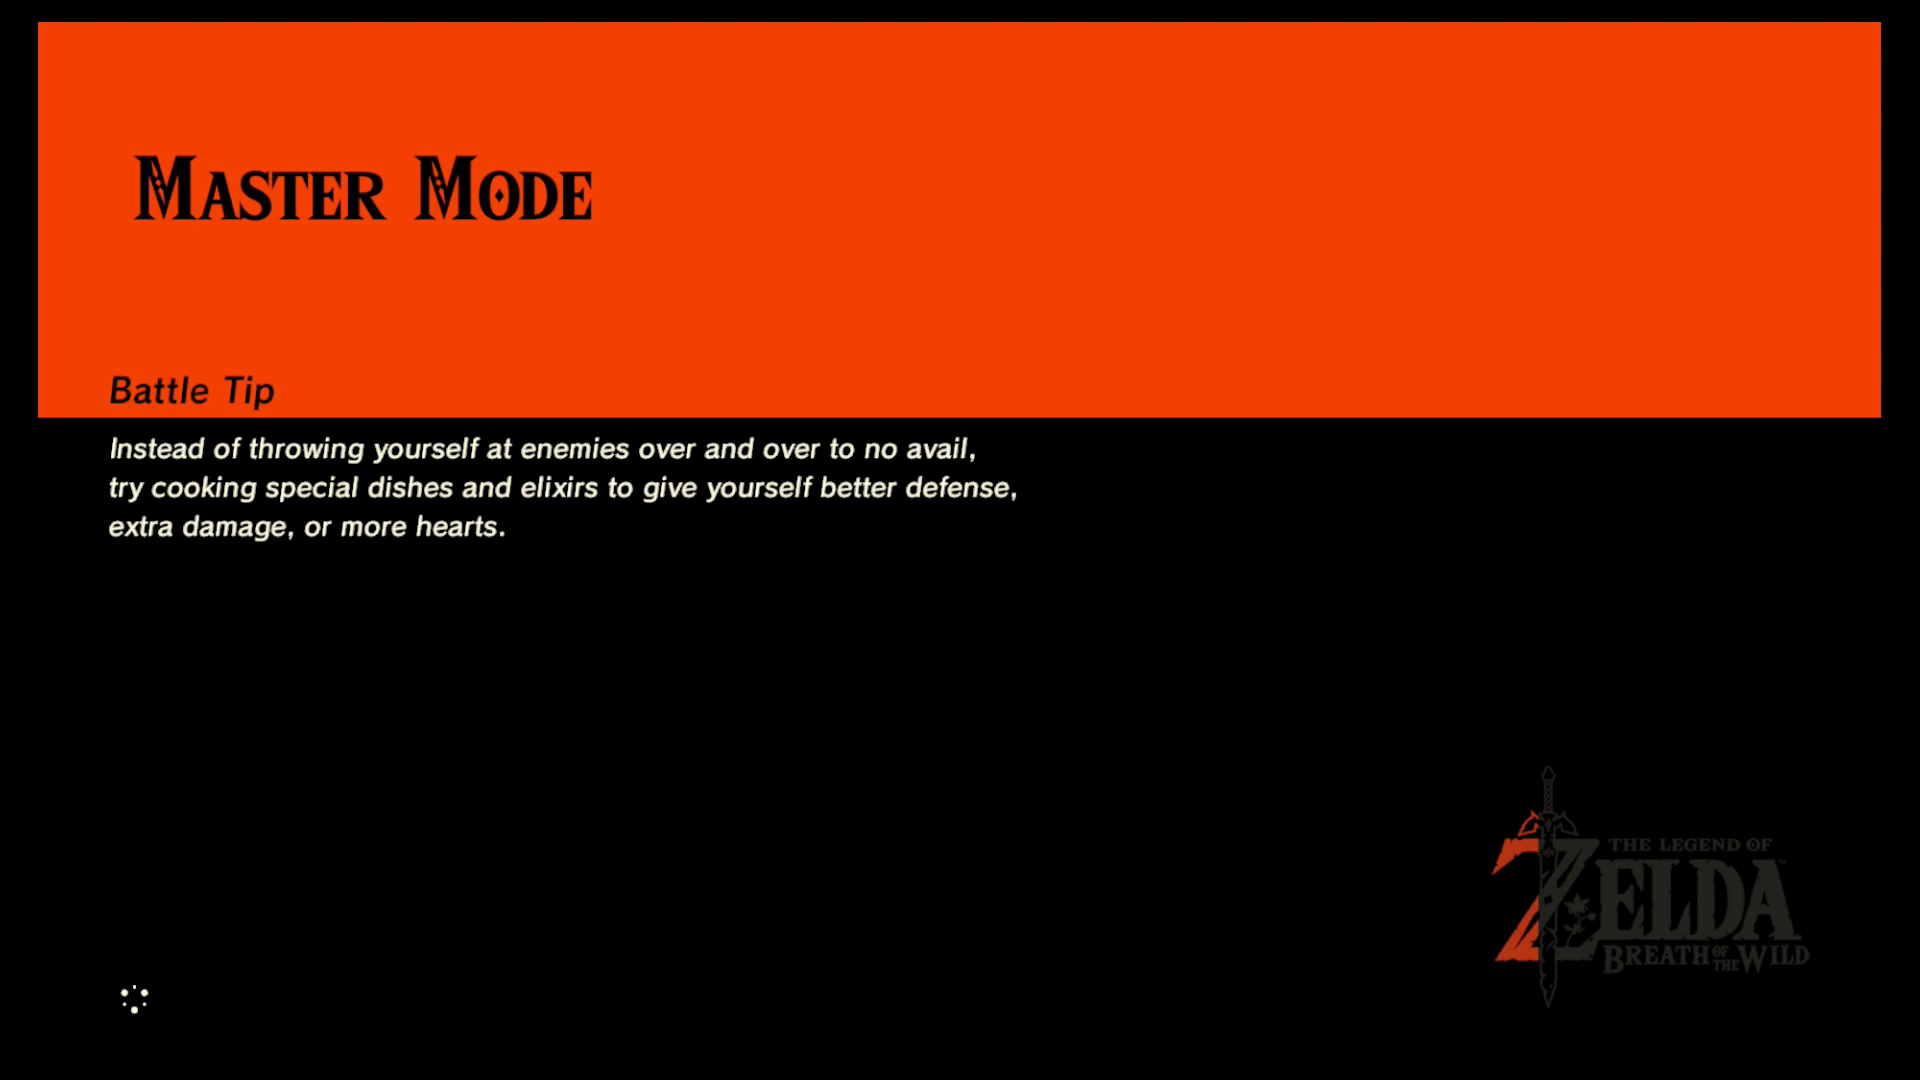 MASTER MODE
Battle Tip
Instead of throwing yourself at enemies over and over to no avail,
try cooking special dishes and elixirs to give yourself better defense,
extra damage, or more hearts.
THE LEGEND OF
ZELDA™
BREATH OF THE WILD